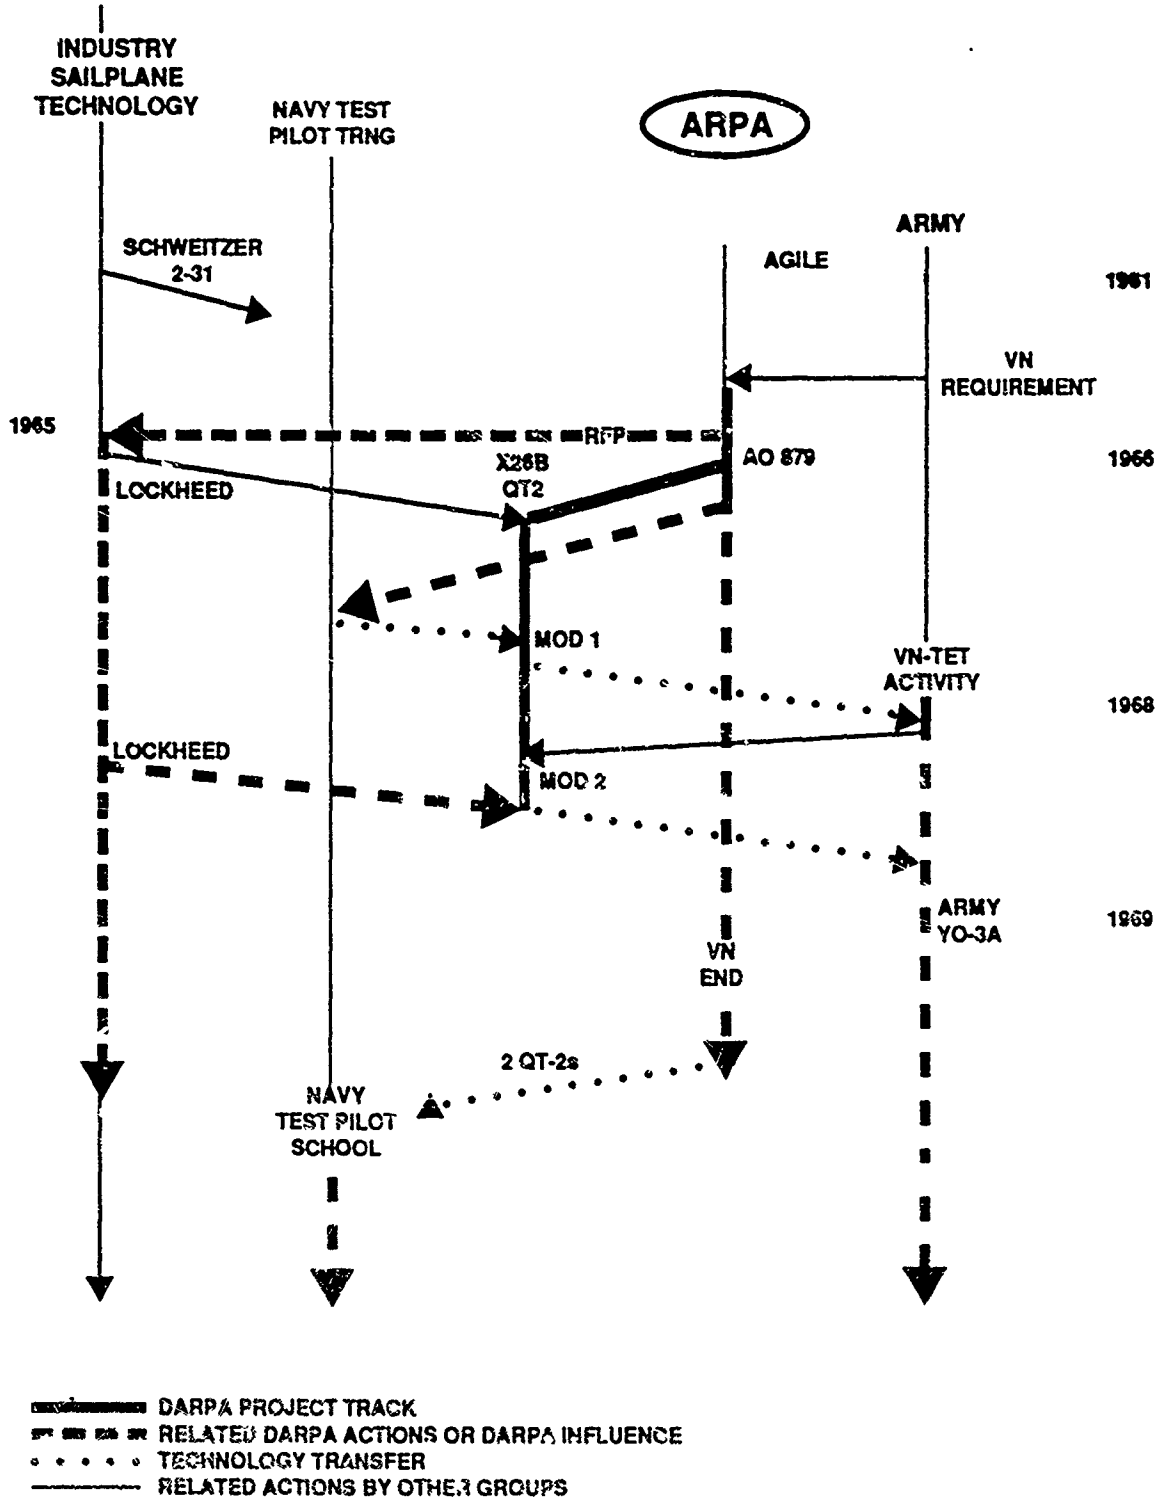 INDUSTRY
SAILPLANE
TECHNOLOGY
NAVY TEST
PILOT TRNG
ARPA
ARMY
SCHWEITZER
2-31
AGILE
1961
VN
REQUIREMENT
1965
RFP
AO 879
1966
X26B
QT2
LOCKHEED
MOD 1
VN-TET
ACTIVITY
1968
LOCKHEED
MOD 2
ARMY
YO-3A
1969
VN
END
2 QT-2s
NAVY
TEST PILOT
SCHOOL
DARPA PROJECT TRACK
RELATED DARPA ACTIONS OR DARPA INFLUENCE
TECHNOLOGY TRANSFER
RELATED ACTIONS BY OTHER GROUPS